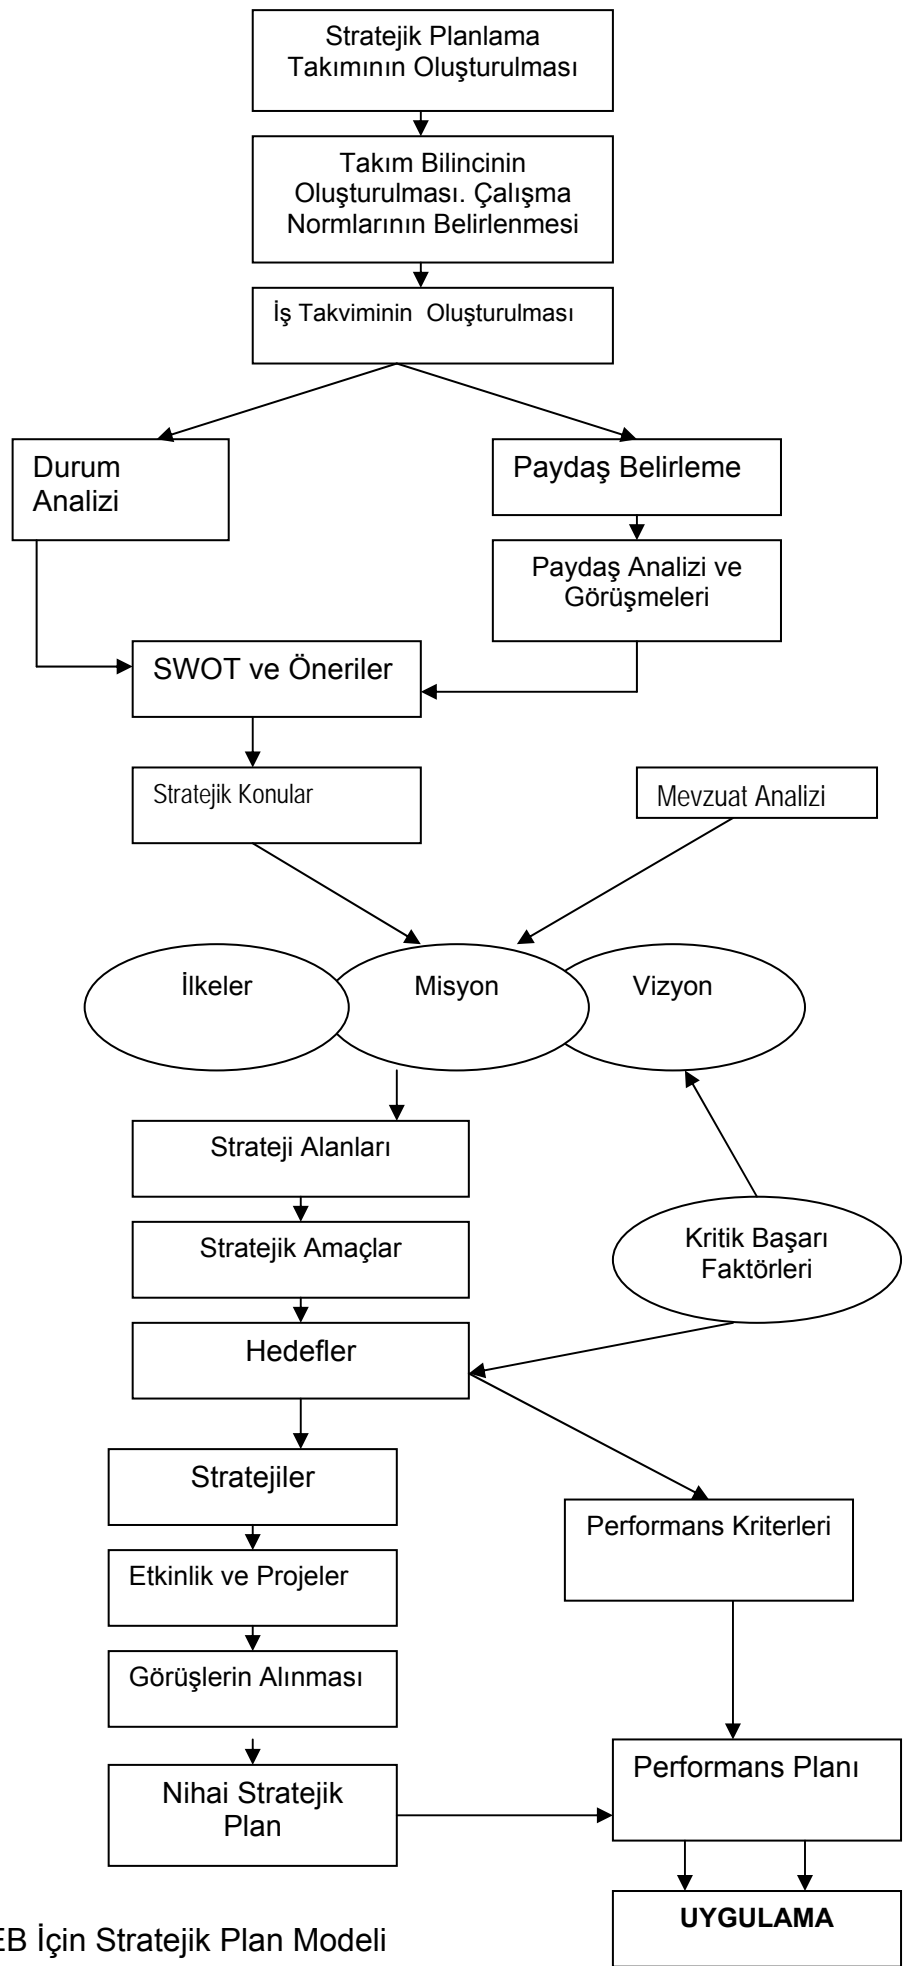 Stratejik Planlama
Takımının Oluşturulması
Takım Bilincinin
Oluşturulması. Çalışma
Normlarının Belirlenmesi
İş Takviminin Oluşturulması
Durum
Analizi
Paydaş Belirleme
Paydaş Analizi ve
Görüşmeleri
SWOT ve Öneriler
Stratejik Konular
Mevzuat Analizi
İlkeler
Misyon
Vizyon
Strateji Alanları
Stratejik Amaçlar
Kritik Başarı
Faktörleri
Hedefler
Stratejiler
Performans Kriterleri
Etkinlik ve Projeler
Görüşlerin Alınması
Nihai Stratejik
Plan
Performans Planı
UYGULAMA
EB İçin Stratejik Plan Modeli